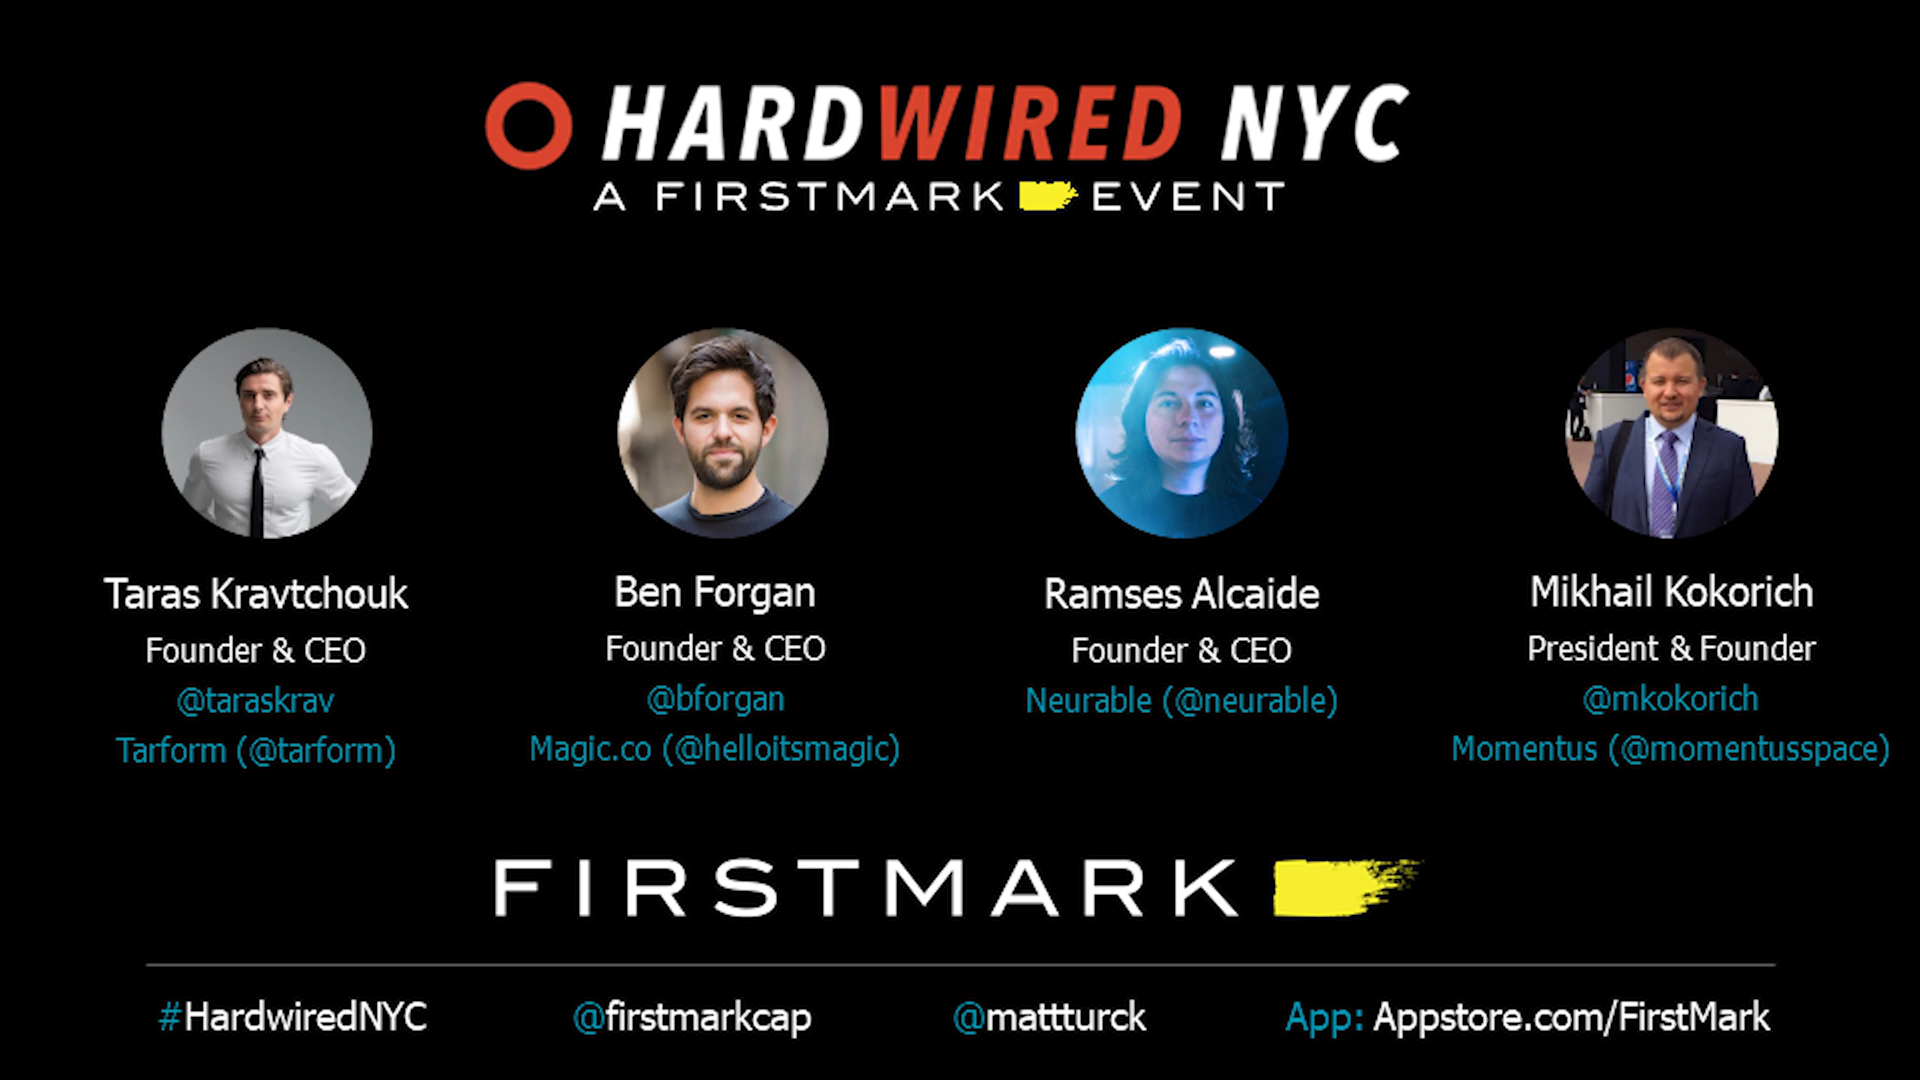 HARDWIRED NYC
A FIRSTMARK EVENT
Taras Kravtchouk
Founder & CEO
@taraskrav
Tarform (@tarform)
Ben Forgan
Founder & CEO
@bforgan
Magic.co (@helloitsmagic)
Ramses Alcaide
Founder & CEO
Neurable (@neurable)
Mikhail Kokorich
President & Founder
@mkokorich
Momentus (@momentusspace)
FIRSTMARK
#HardwiredNYC
@firstmarkcap
@mattturck
App: Appstore.com/FirstMark